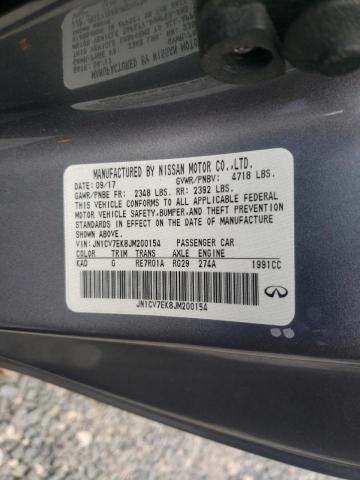 MANUFACTURED BY NISSAN MOTOR CO.,LTD.
DATE: 09/17 GVWR/PNBV: 4718 LBS.
GAWR/PNBE FR: 2348 LBS. RR: 2392 LBS.
THIS VEHICLE CONFORMS TO ALL APPLICABLE FEDERAL
MOTOR VEHICLE SAFETY,BUMPER,AND THEFT PREVENTION
STANDARDS IN EFFECT ON THE DATE OF MANUFACTURE
SHOWN ABOVE.
VIN: JN1CV7EK8JM200154 PASSENGER CAR
COLOR TRIM TRANS AXLE ENGINE
KAD G RE7R01A RG29 274A 1991CC
JN1CV7EK8JM200154